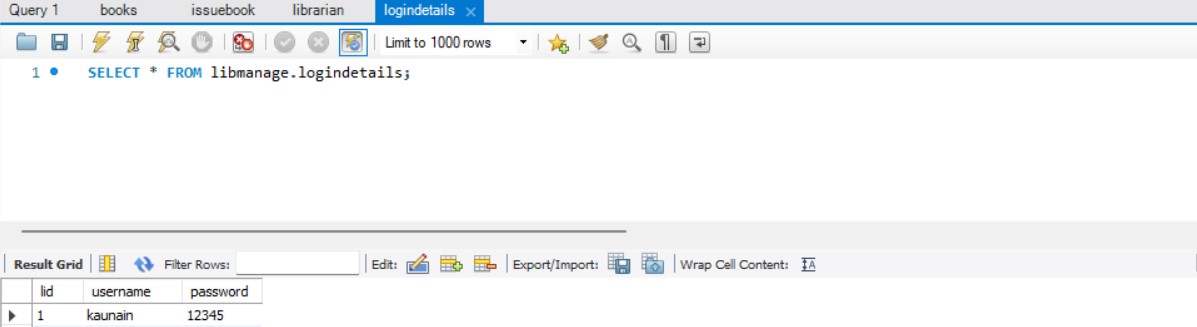 Query 1 books issuebook librarian logindetails ×
Limit to 1000 rows
1 SELECT * FROM libmanage.logindetails;
Result Grid Filter Rows: Edit: Export/Import: Wrap Cell Content: IA
lid username password
1 kaunain 12345